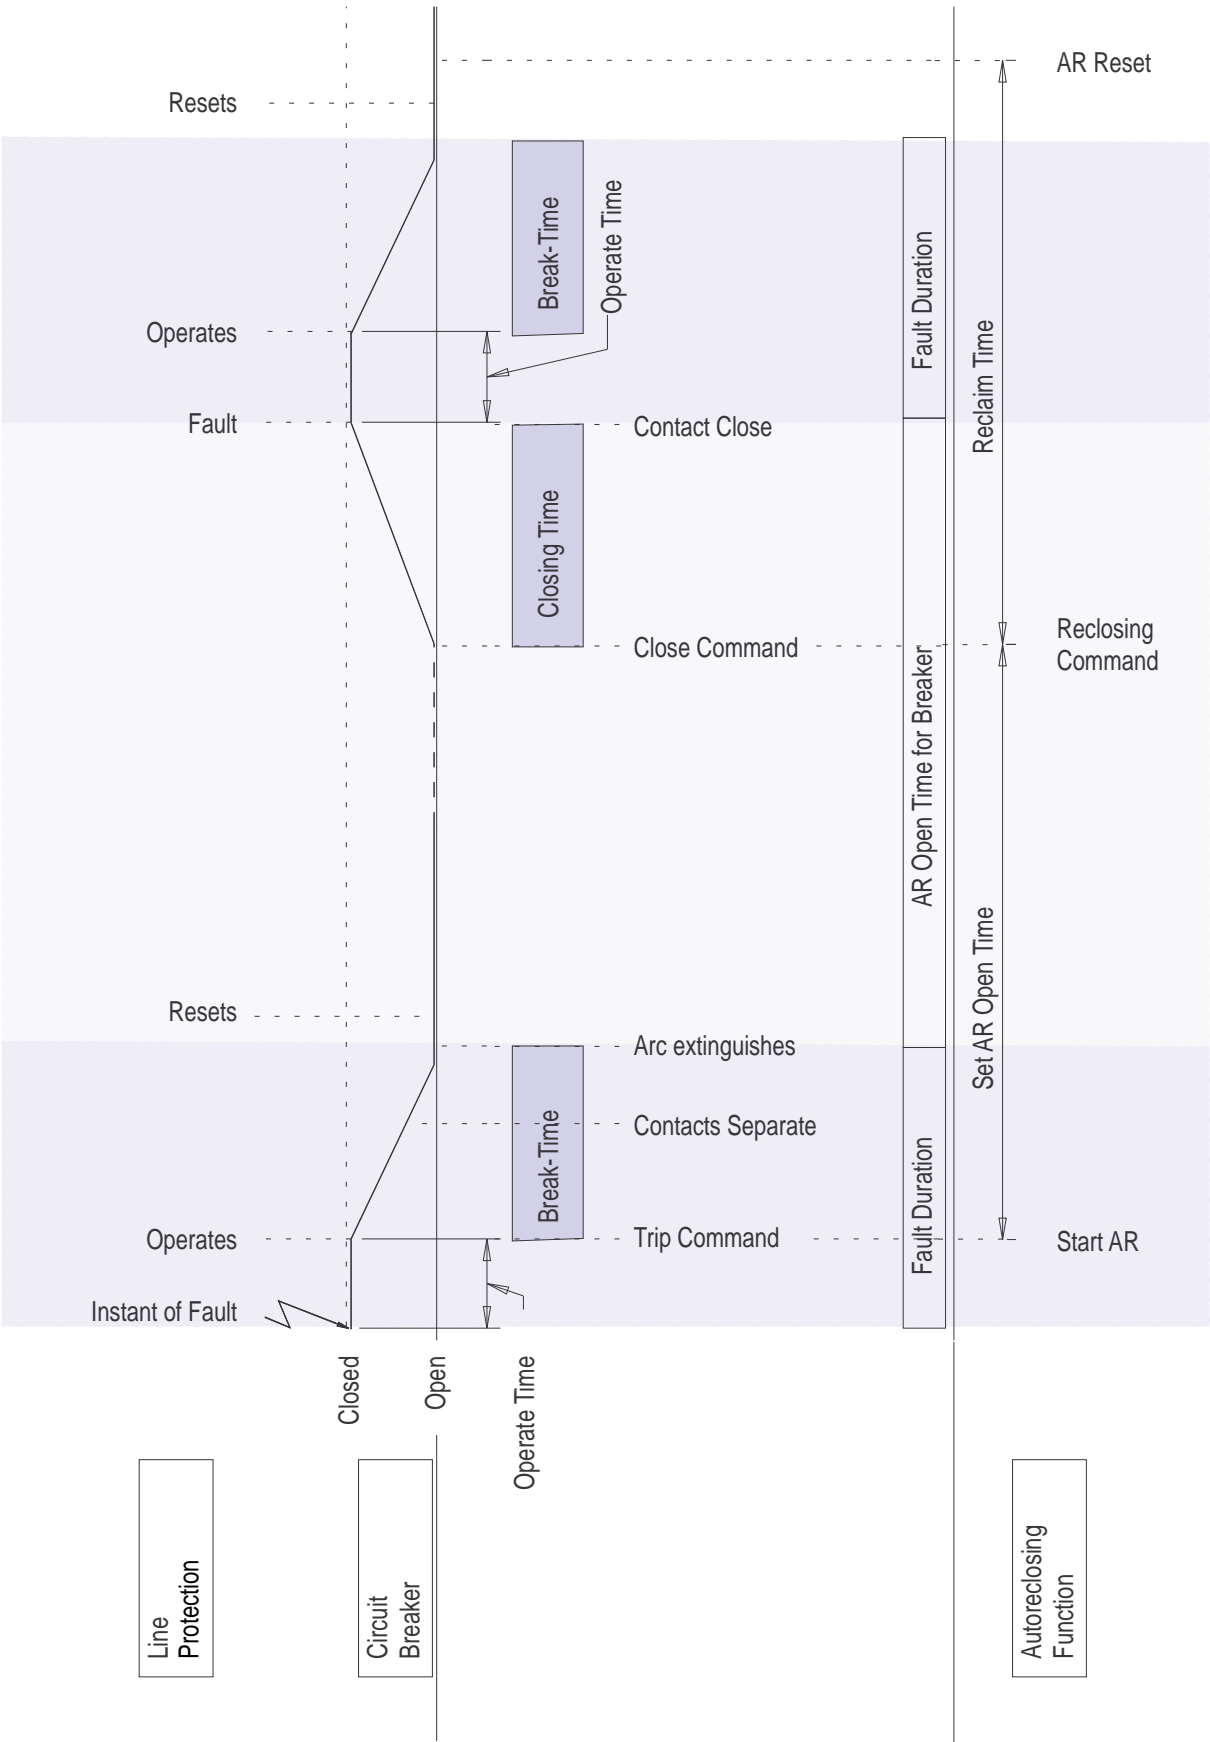 AR Reset
Resets
Break-Time
Operate Time
Fault Duration
Operates
Reclaim Time
Fault
Contact Close
Closing Time
Close Command
Reclosing
Command
AR Open Time for Breaker
Set AR Open Time
Resets
Arc extinguishes
Contacts Separate
Break-Time
Fault Duration
Operates
Trip Command
Start AR
Instant of Fault
Closed
Open
Operate Time
Line
Protection
Circuit
Breaker
Autoreclosing
Function